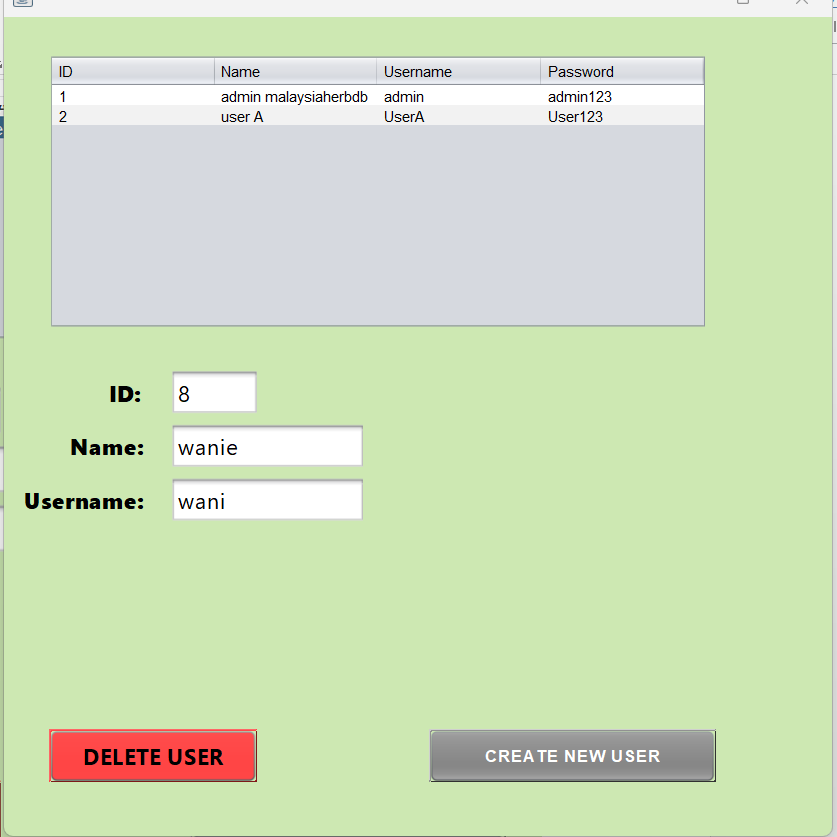 ID Name Username Password
1 admin malaysiaherbdb admin admin123
2 user A UserA User123
ID: 8
Name: wanie
Username: wani
DELETE USER CREATE NEW USER